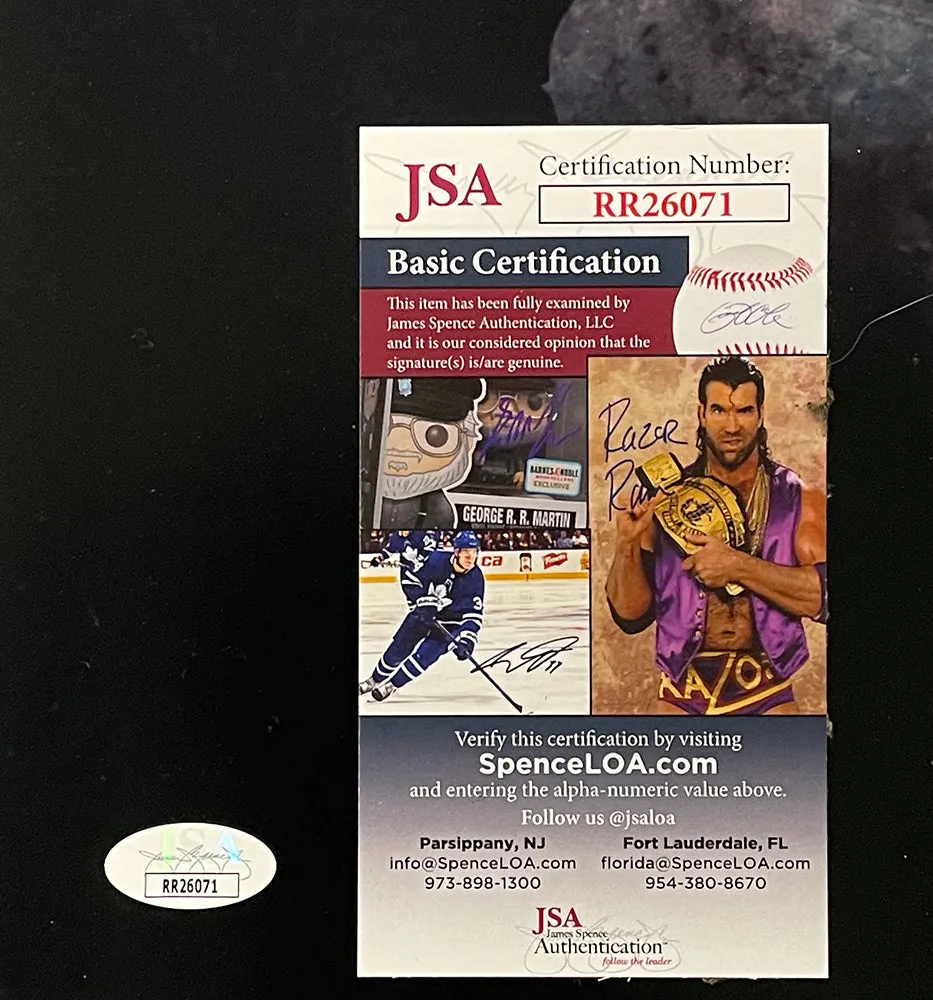 JSA
Certification Number:
RR26071
Basic Certification
This item has been fully examined by
James Spence Authentication, LLC
and it is our considered opinion that the
signature(s) is/are genuine.
BARNES & NOBLE
BOOKSELLERS
EXCLUSIVE
GEORGE R. R. MARTIN
Razor
Ra
RAZOR
Verify this certification by visiting
SpenceLOA.com
and entering the alpha-numeric value above.
Follow us @jsaloa
Parsippany, NJ
info@SpenceLOA.com
973-898-1300
Fort Lauderdale, FL
florida@SpenceLOA.com
954-380-8670
JSA
James Spence
Authentication™
follow the leader
JSA
RR26071